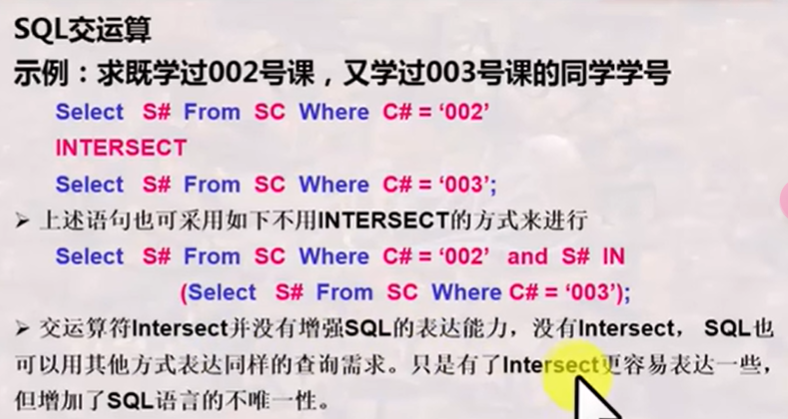 SQL交运算
示例：求既学过002号课，又学过003号课的同学学号
Select S# From SC Where C# = ‘002’
INTERSECT
Select S# From SC Where C# = ‘003’;
➢ 上述语句也可采用如下不用INTERSECT的方式来进行
Select S# From SC Where C# = ‘002’ and S# IN
(Select S# From SC Where C# = ‘003’);
➢ 交运算符Intersect并没有增强SQL的表达能力，没有Intersect， SQL也
可以用其他方式表达同样的查询需求。只是有了Intersect更容易表达一些，
但增加了SQL语言的不唯一性。